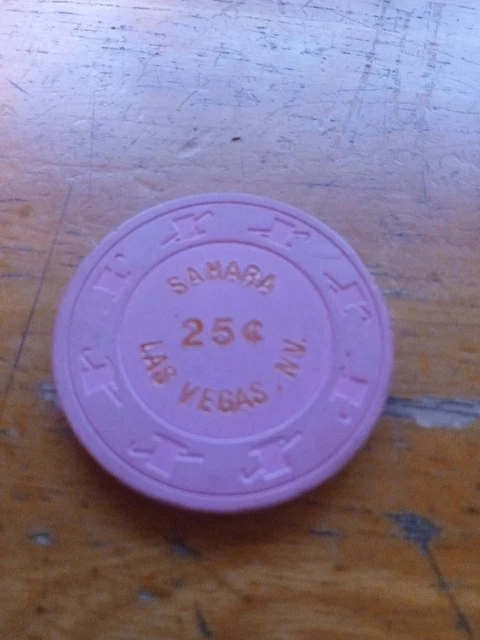 SAHARA
25¢
LAS VEGAS . NV.